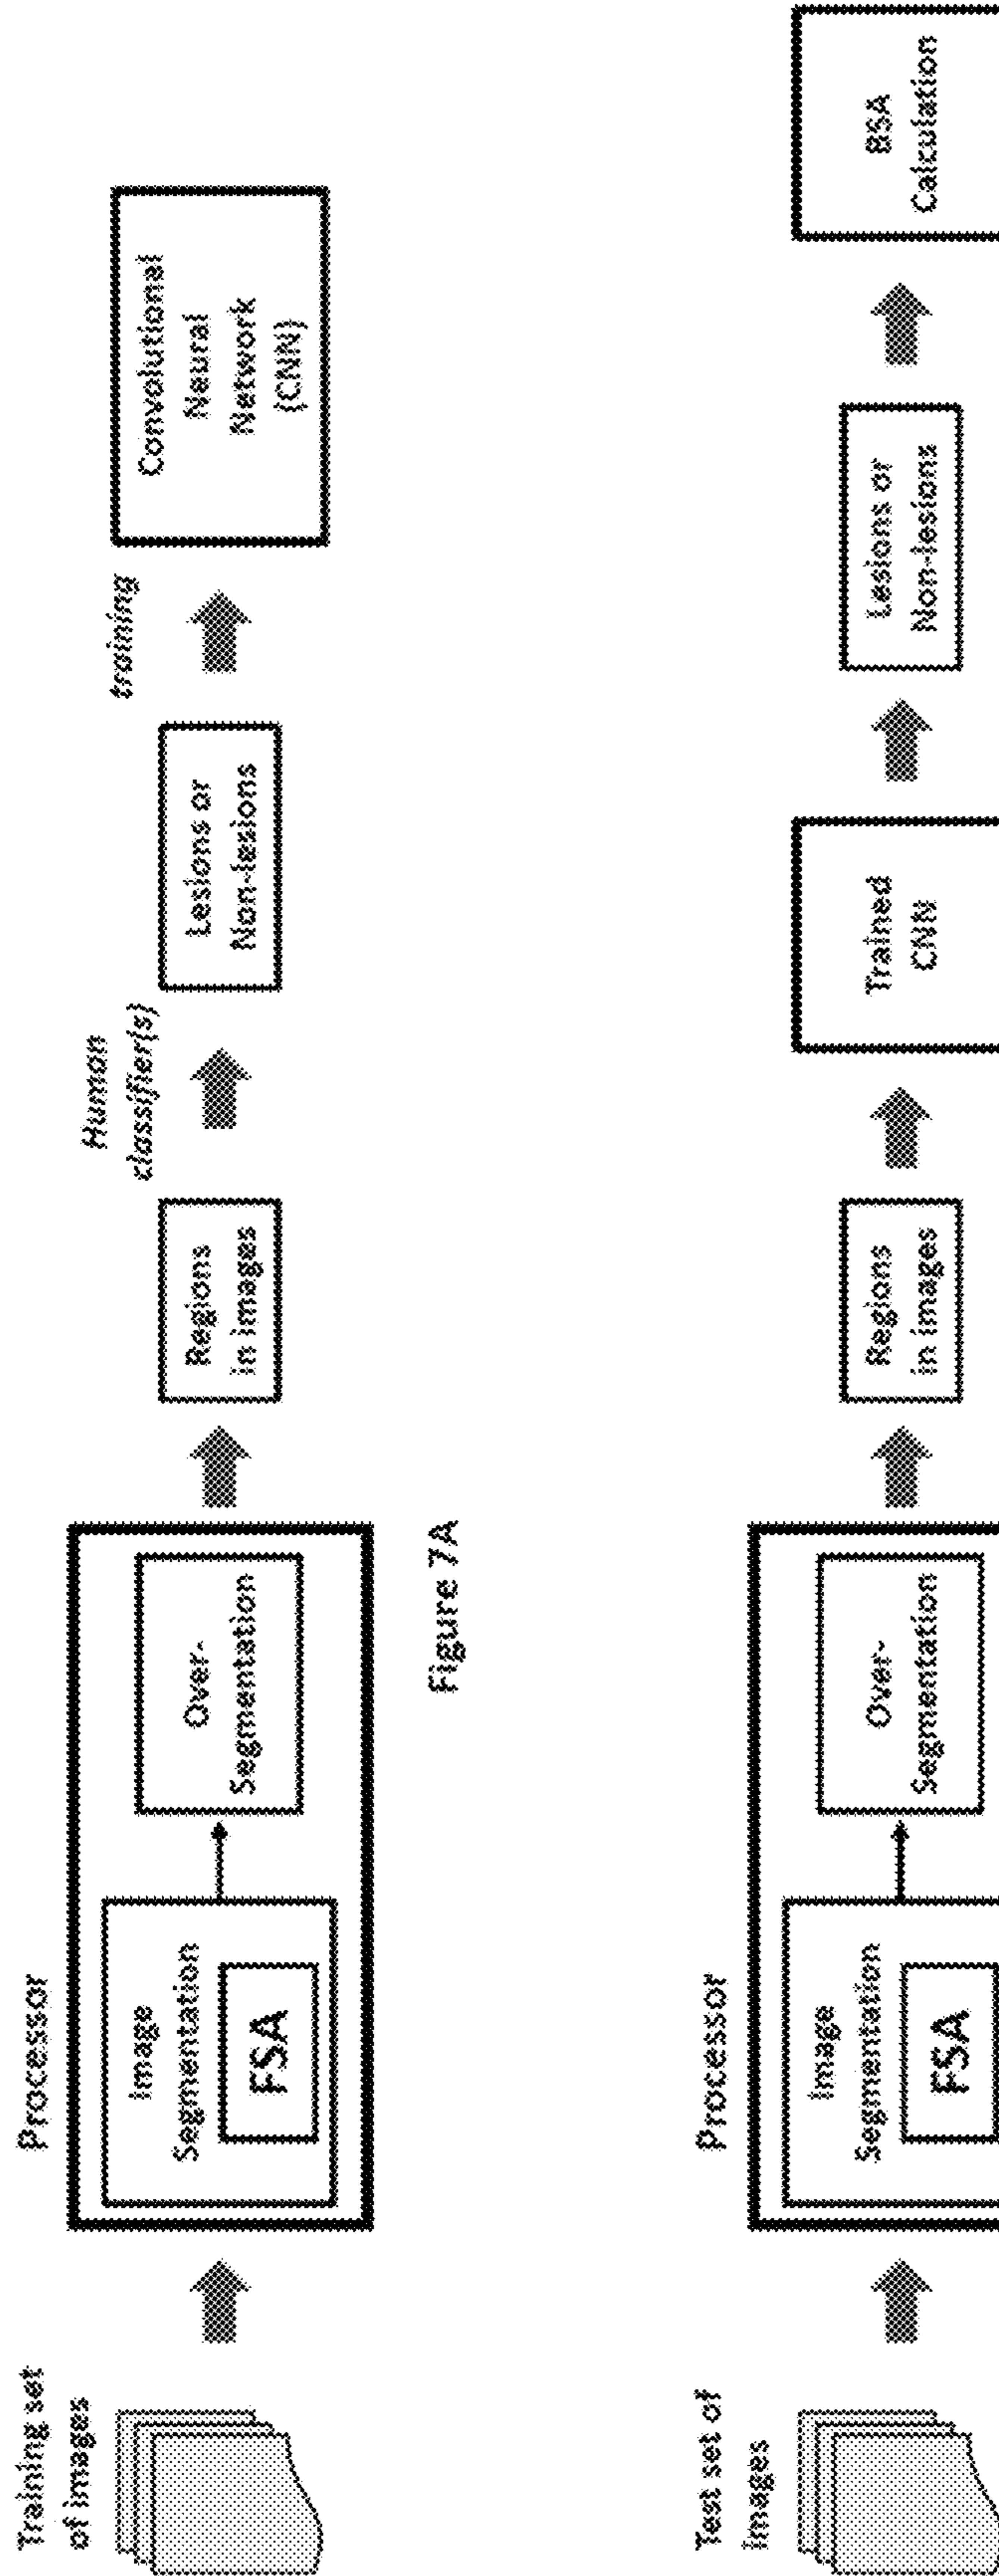 Training set
of images
Processor
Image
Segmentation
FSA
Over-
Segmentation
Regions
in images
Human
classifier(s)
Lesions or
Non-lesions
training
Convolutional
Neural
Network
(CNN)
Figure 7A
Test set of
images
Processor
Image
Segmentation
FSA
Over-
Segmentation
Regions
in images
Trained
CNN
Lesions or
Non-lesions
BSA
Calculation